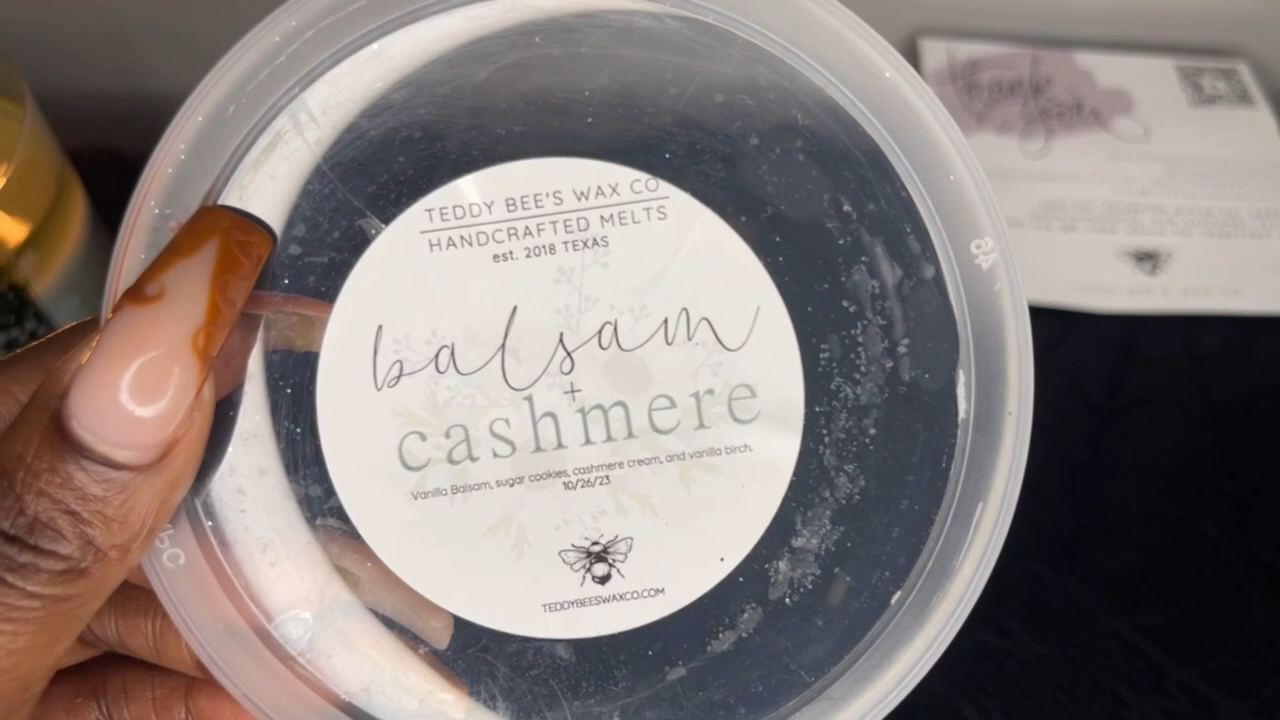 TEDDY BEE'S WAX CO
HANDCRAFTED MELTS
est. 2018 TEXAS
balsam
+
cashmere
Vanilla Balsam, sugar cookies, cashmere cream, and vanilla birch.
10/26/23
TEDDYBEESWAXCO.COM
thank
you